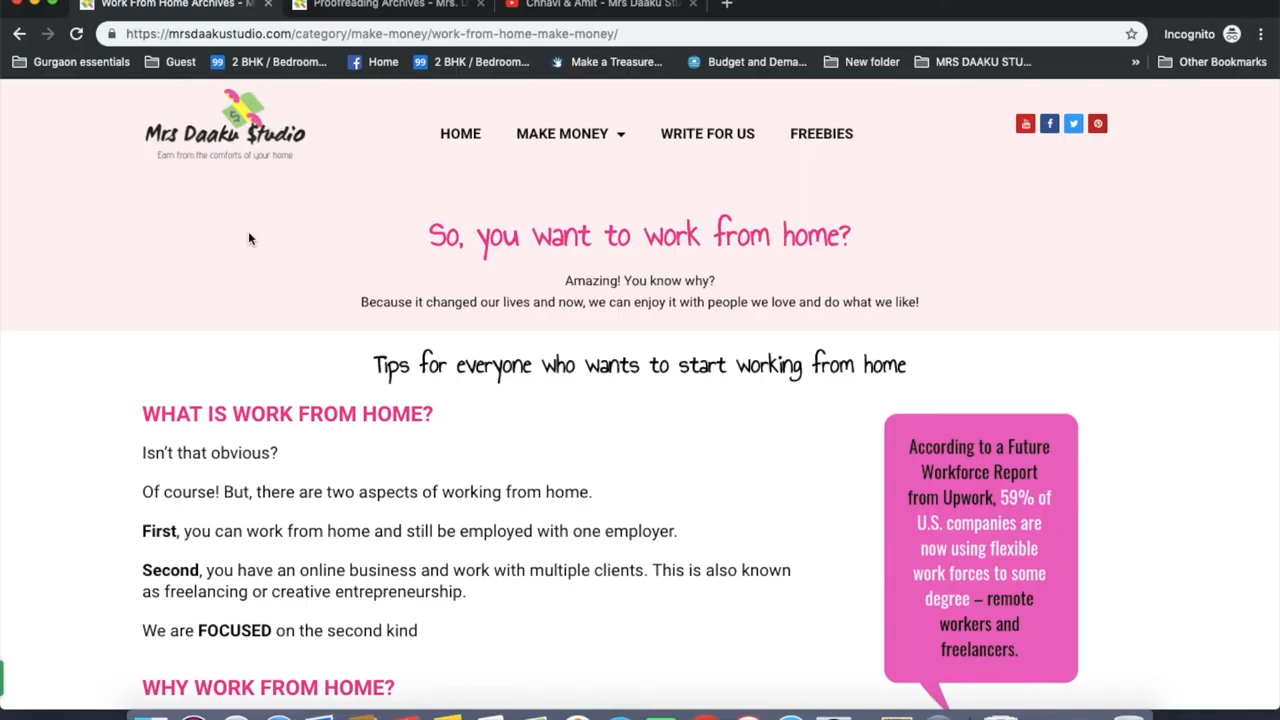 Work From Home Archives - M
Proofreading Archives - Mrs. D
Chhavi & Amit - Mrs Daaku Stu
https://mrsdaakustudio.com/category/make-money/work-from-home-make-money/
Incognito
Gurgaon essentials
Guest
2 BHK / Bedroom...
Home
2 BHK / Bedroom...
Make a Treasure...
Budget and Dema...
New folder
MRS DAAKU STU...
»
Other Bookmarks
Mrs Daaku $tudio
Earn from the comforts of your home
HOME
MAKE MONEY
WRITE FOR US
FREEBIES
So, you want to work from home?
Amazing! You know why?
Because it changed our lives and now, we can enjoy it with people we love and do what we like!
Tips for everyone who wants to start working from home
WHAT IS WORK FROM HOME?
Isn't that obvious?
Of course! But, there are two aspects of working from home.
First, you can work from home and still be employed with one employer.
Second, you have an online business and work with multiple clients. This is also known
as freelancing or creative entrepreneurship.
We are FOCUSED on the second kind
WHY WORK FROM HOME?
According to a Future
Workforce Report
from Upwork, 59% of
U.S. companies are
now using flexible
work forces to some
degree – remote
workers and
freelancers.